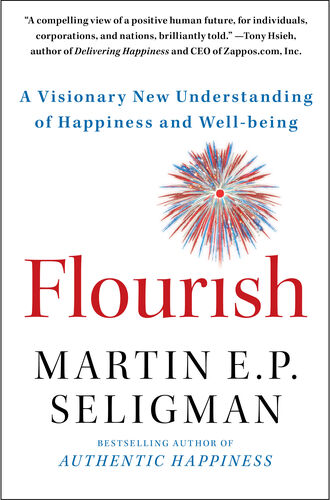 “A compelling view of a positive human future, for individuals,
corporations, and nations, brilliantly told.” —Tony Hsieh,
author of Delivering Happiness and CEO of Zappos.com, Inc.
A Visionary New Understanding
of Happiness and Well-being
Flourish
MARTIN E.P.
SELIGMAN
BESTSELLING AUTHOR OF
AUTHENTIC HAPPINESS